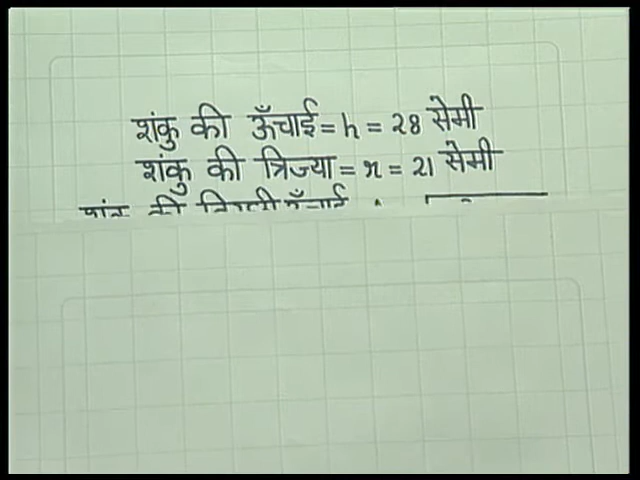 शंकु की ऊँचाई = h = 28 सेमी
शंकु की त्रिज्या = r = 21 सेमी